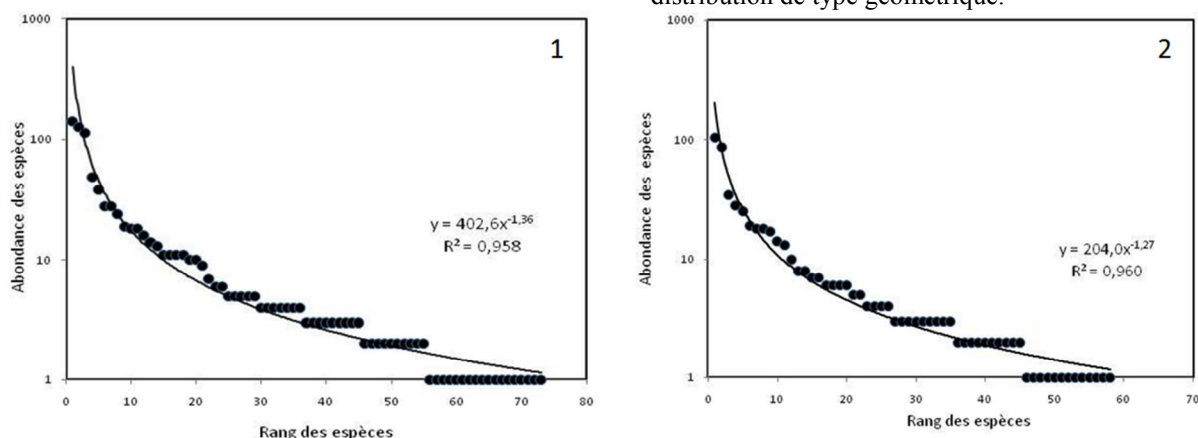 distribution de type géométrique.
1
Abondance des espèces
1000
100
10
1
y = 402,6x^-1,36
R² = 0,958
0 10 20 30 40 50 60 70 80
Rang des espèces
2
Abondance des espèces
1000
100
10
1
y = 204,0x^-1,27
R² = 0,960
0 10 20 30 40 50 60 70
Rang des espèces